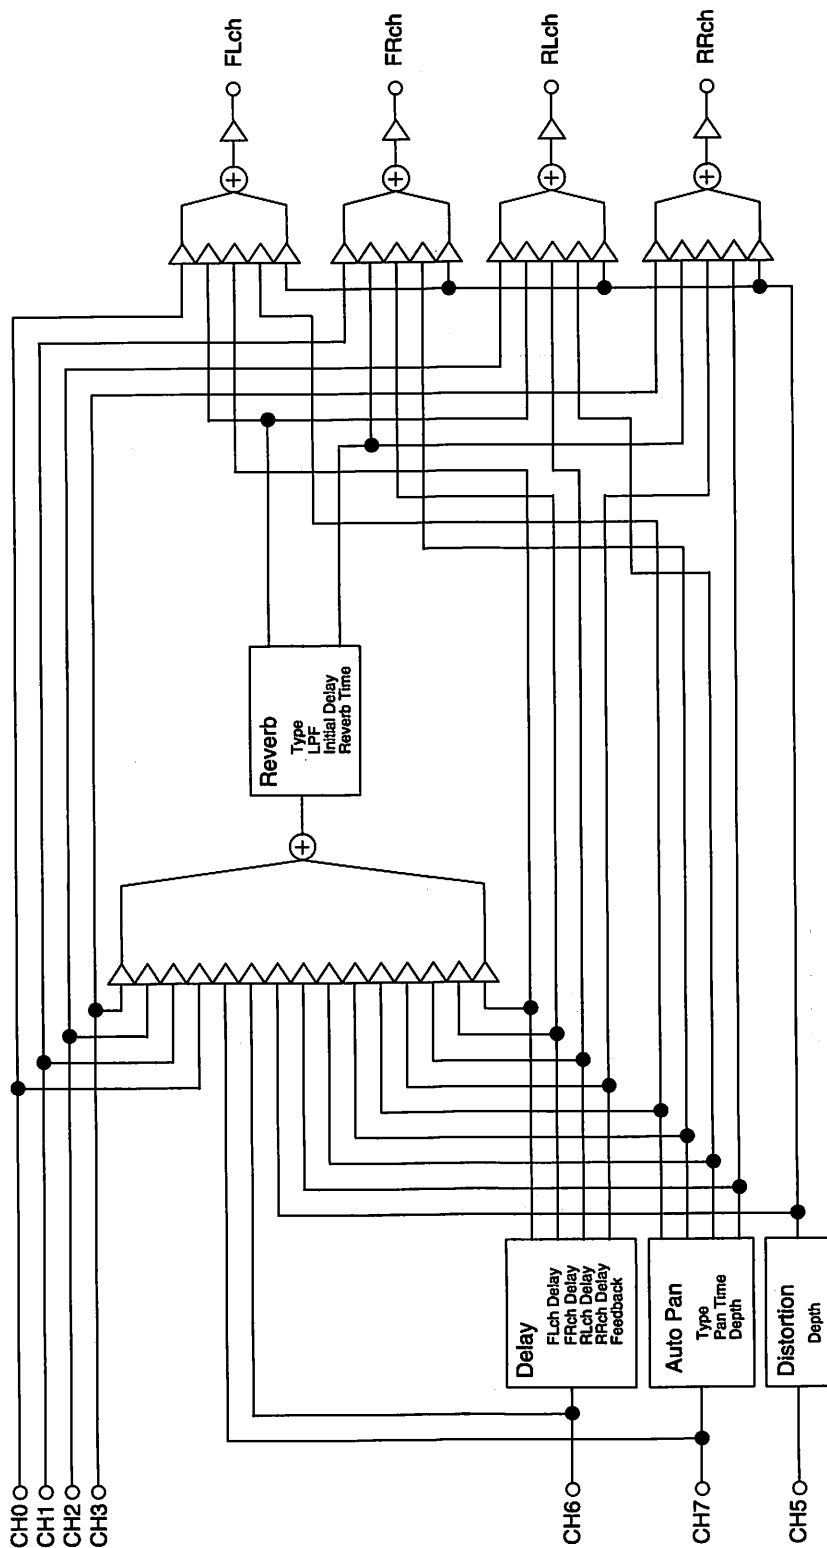 FLch
FRch
RLch
RRch
Reverb
Type
LPF
Initial Delay
Reverb Time
Delay
FLch Delay
FRch Delay
RLch Delay
RRch Delay
Feedback
Auto Pan
Type
Pan Time
Depth
Distortion
Depth
CH0
CH1
CH2
CH3
CH6
CH7
CH5